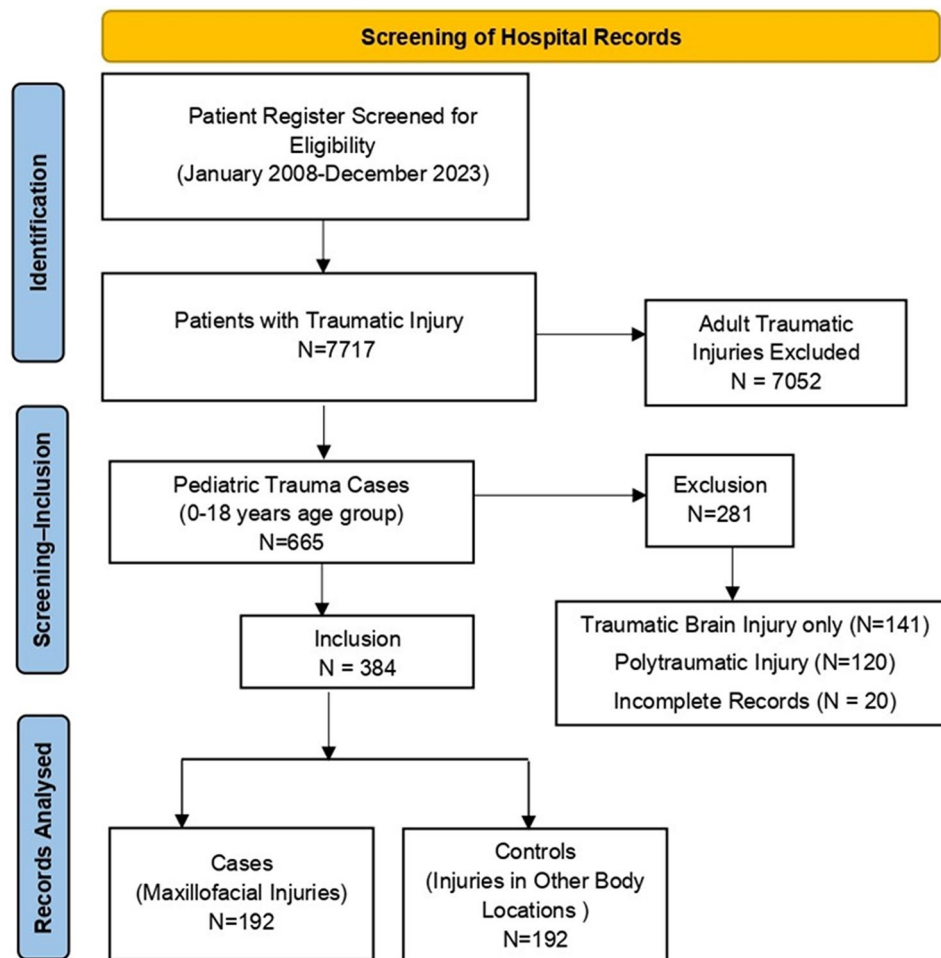 Screening of Hospital Records
Identification
Patient Register Screened for
Eligibility
(January 2008-December 2023)
Patients with Traumatic Injury
N=7717
Adult Traumatic
Injuries Excluded
N = 7052
Screening–Inclusion
Pediatric Trauma Cases
(0-18 years age group)
N=665
Exclusion
N=281
Inclusion
N = 384
Traumatic Brain Injury only (N=141)
Polytraumatic Injury (N=120)
Incomplete Records (N = 20)
Records Analysed
Cases
(Maxillofacial Injuries)
N=192
Controls
(Injuries in Other Body
Locations )
N=192